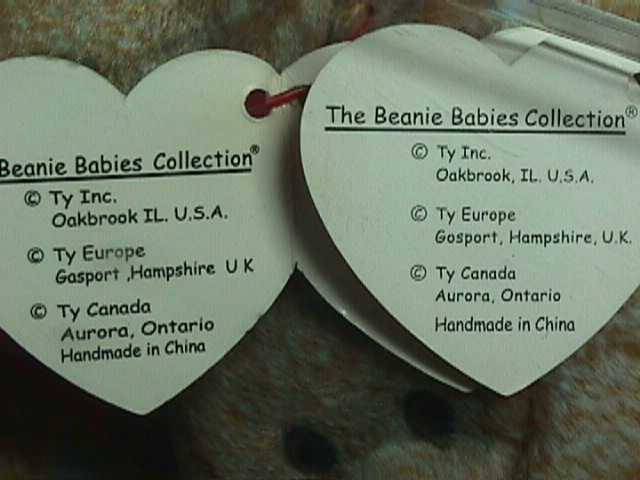 Beanie Babies Collection®
© Ty Inc.
Oakbrook IL. U.S.A.
© Ty Europe
Gasport ,Hampshire U K
© Ty Canada
Aurora, Ontario
Handmade in China
The Beanie Babies Collection®
© Ty Inc.
Oakbrook, IL. U.S.A.
© Ty Europe
Gosport, Hampshire, U.K.
© Ty Canada
Aurora, Ontario
Handmade in China